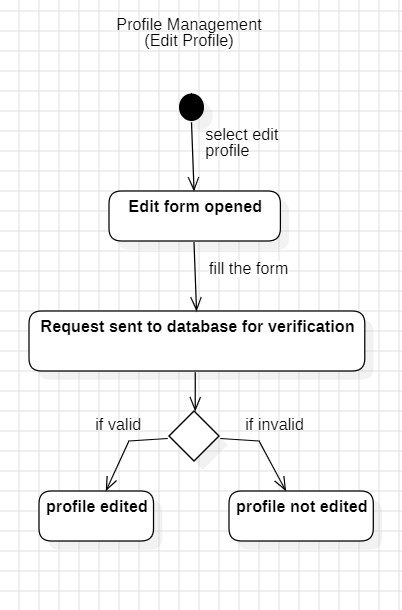 Profile Management
(Edit Profile)
select edit
profile
Edit form opened
fill the form
Request sent to database for verification
if valid
if invalid
profile edited
profile not edited